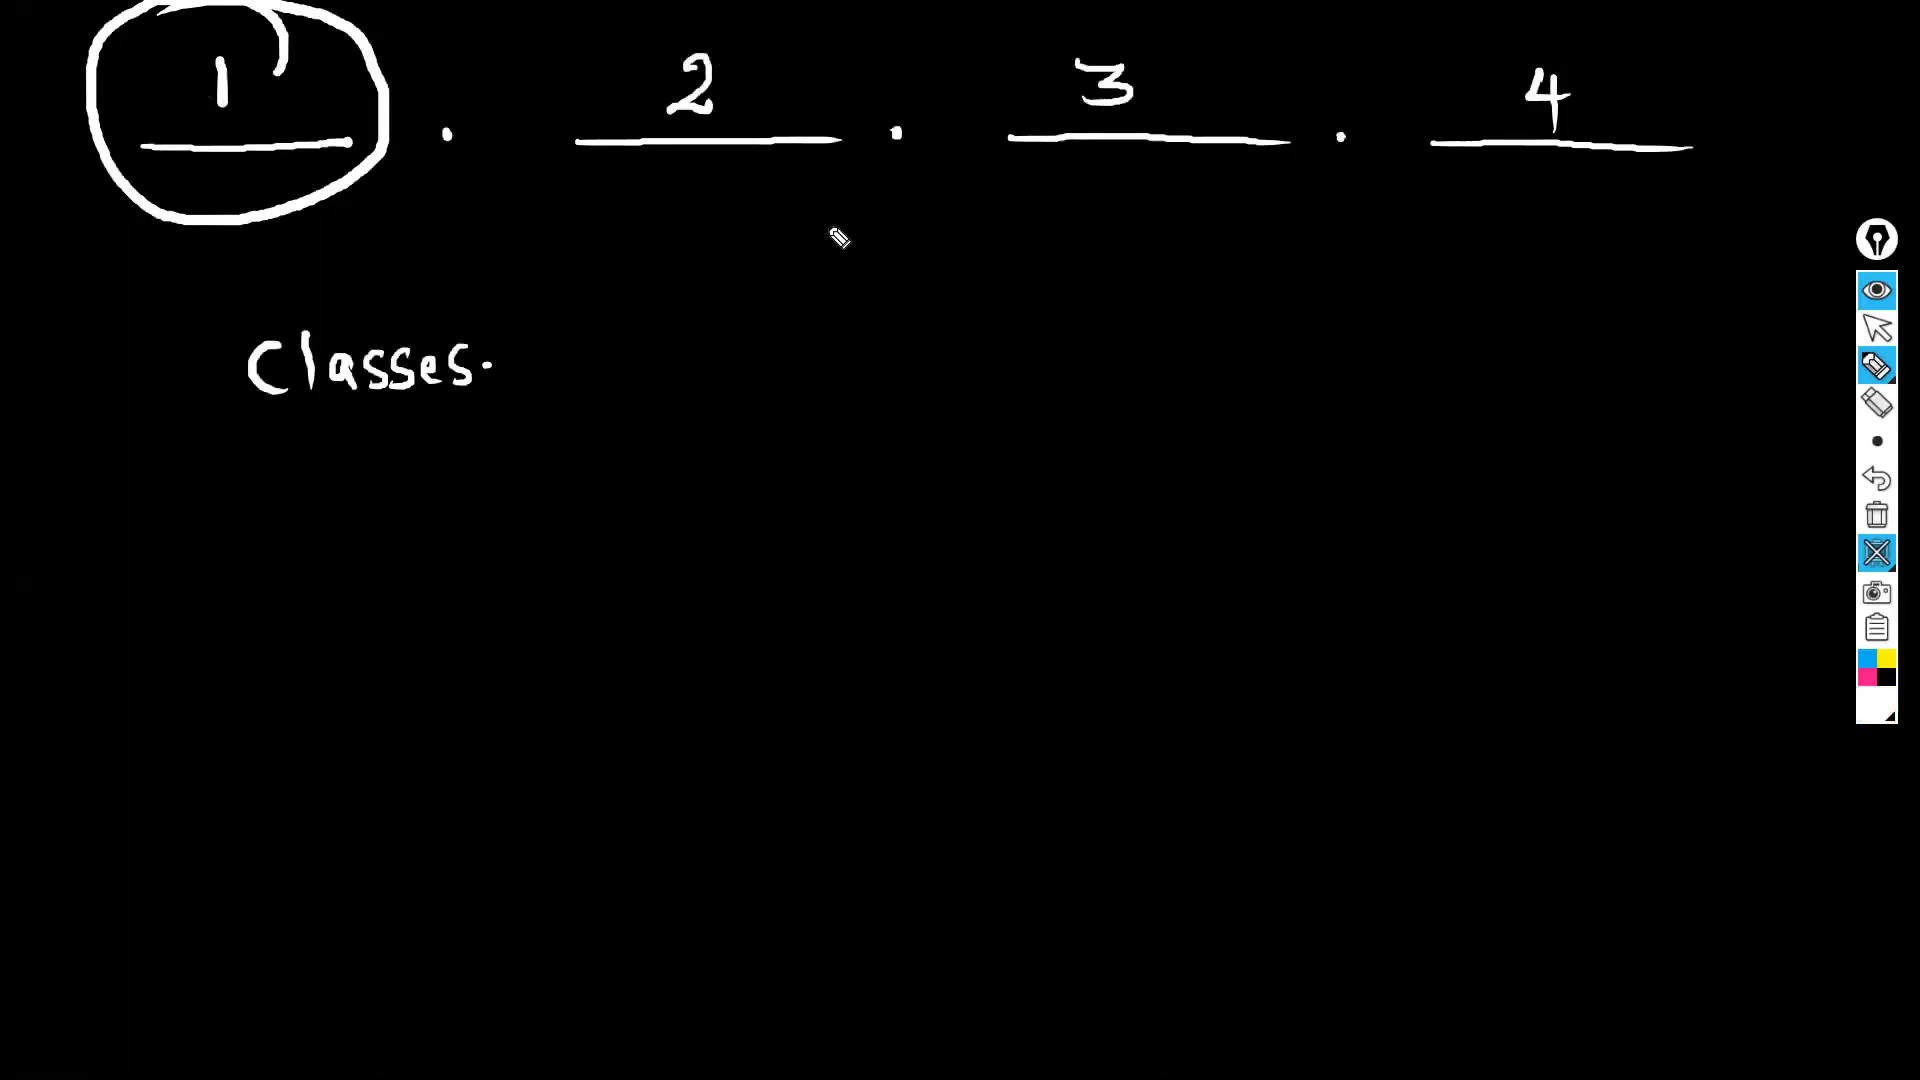 1 . 2 . 3 . 4
Classes.